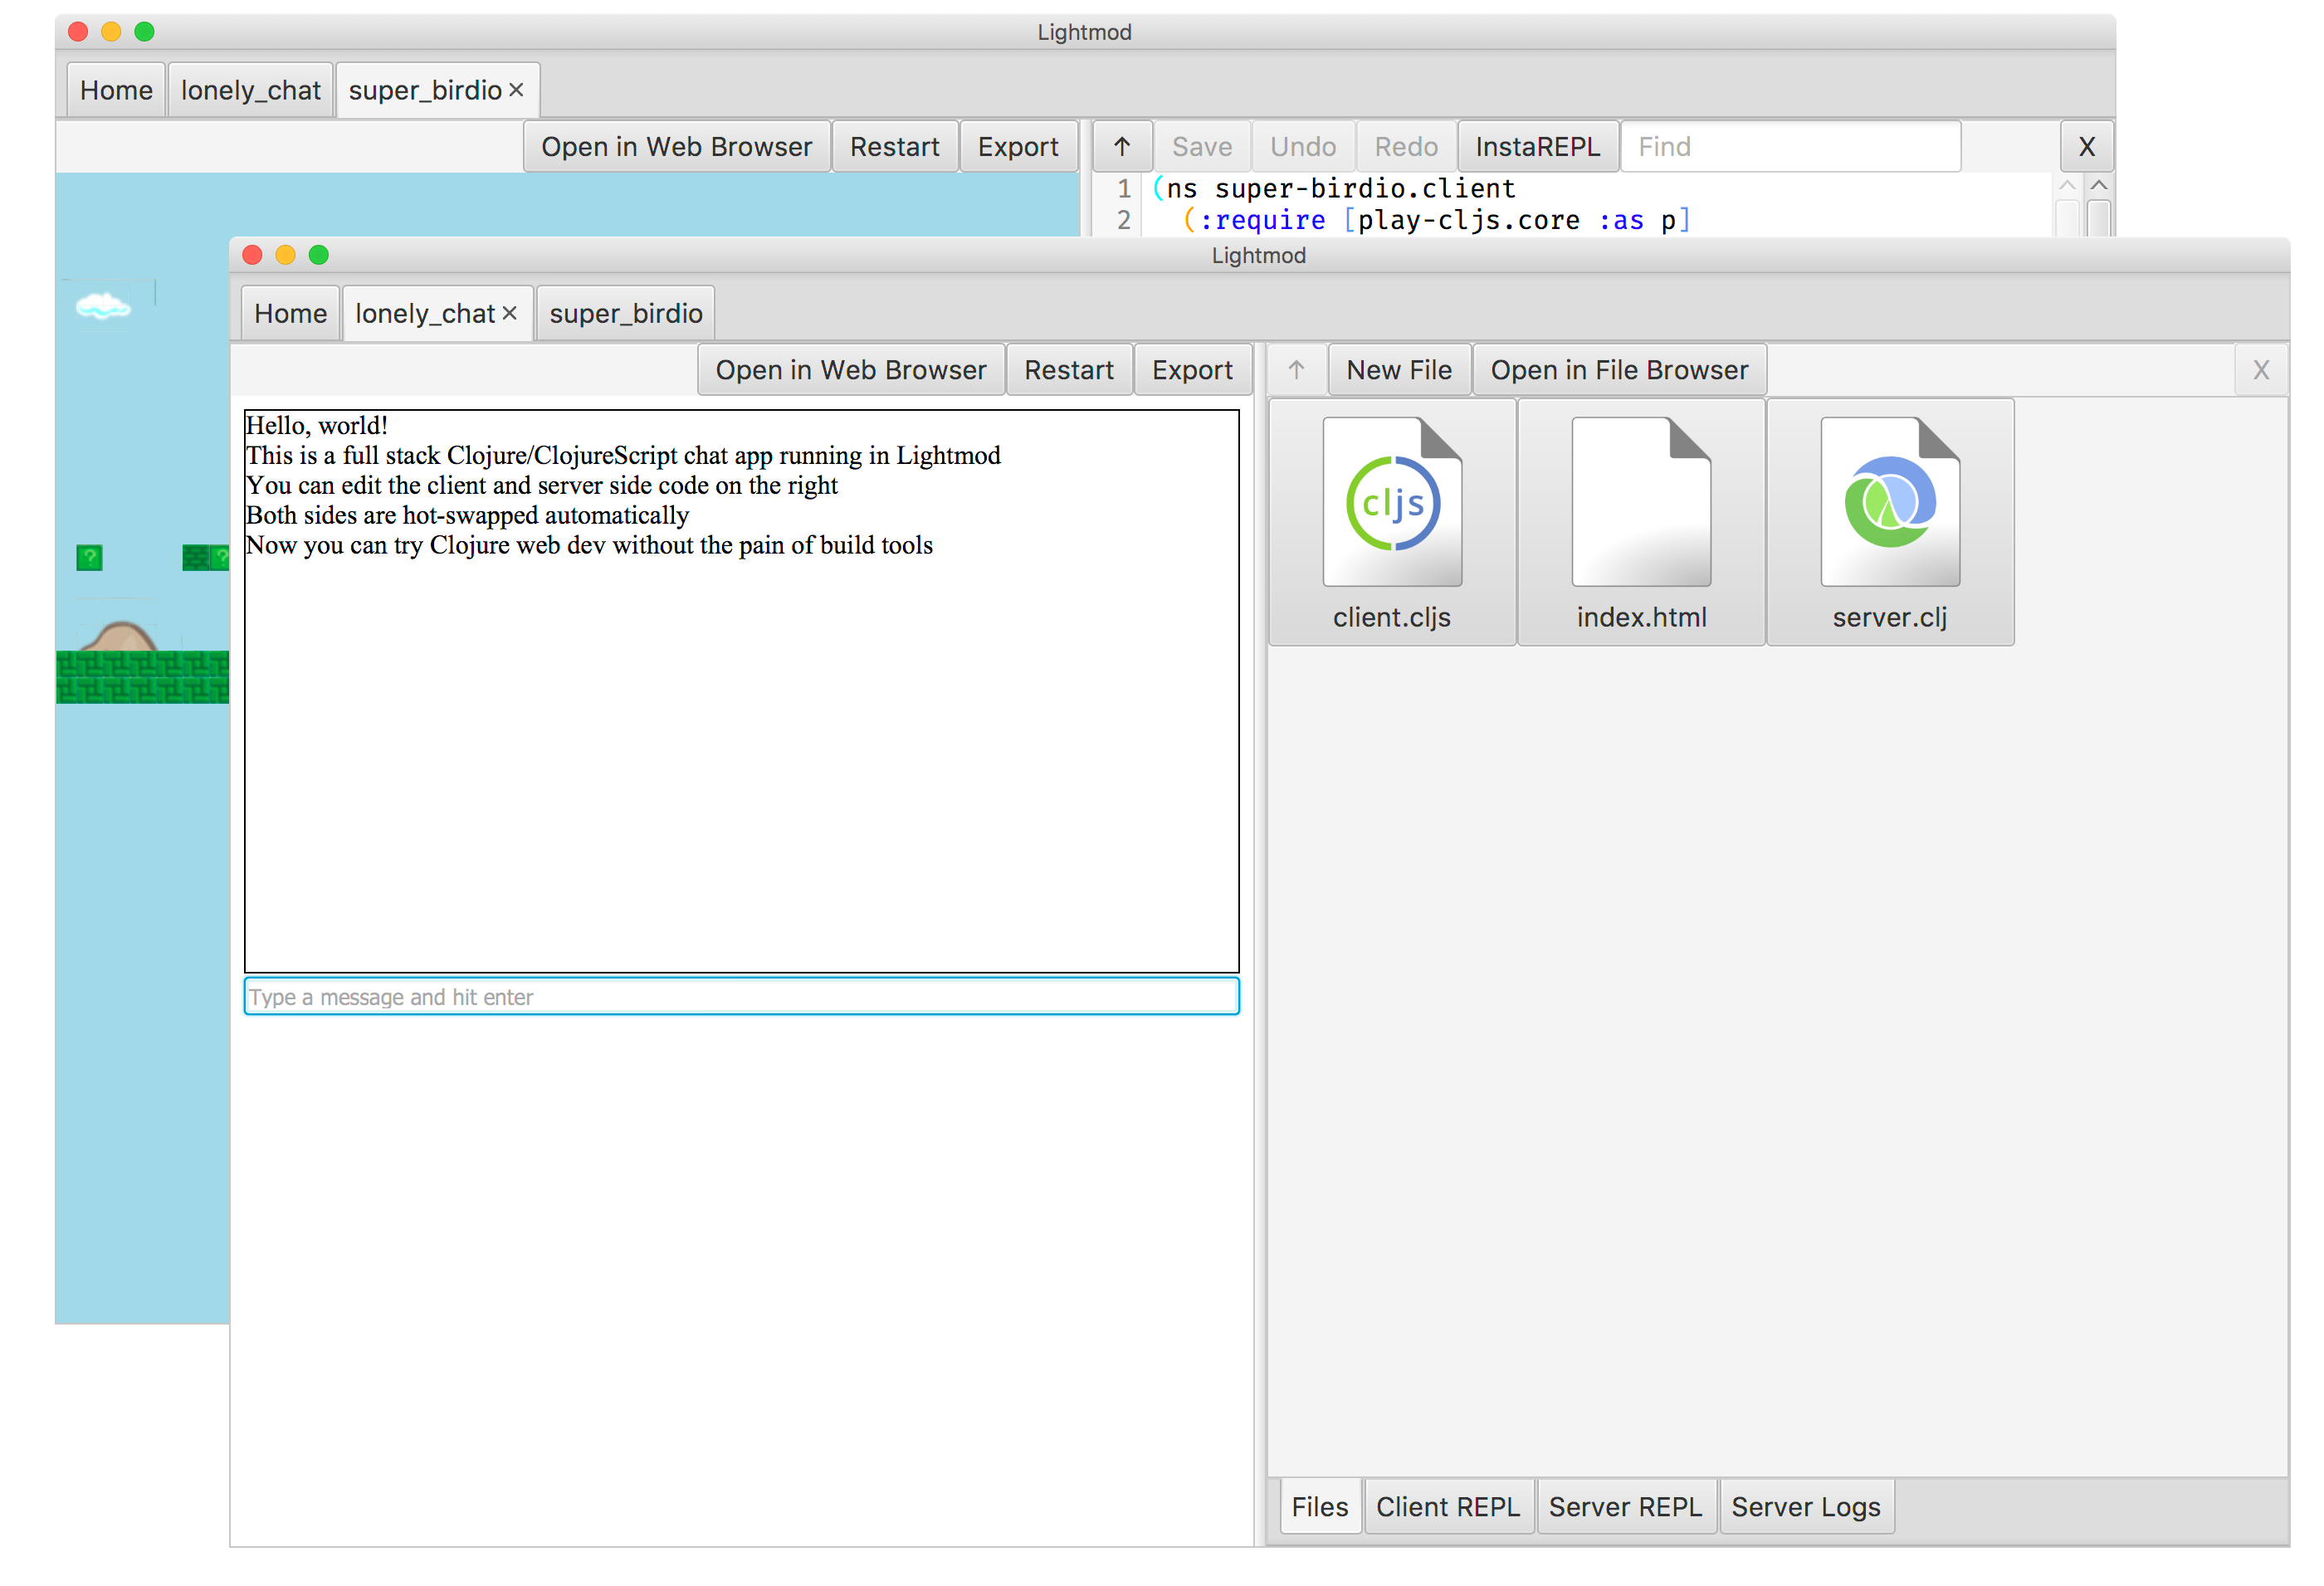 Lightmod
Home lonely_chat super_birdio ×
Open in Web Browser Restart Export ↑ Save Undo Redo InstaREPL Find X
1 (ns super-birdio.client
2 (:require [play-cljs.core :as p]
Lightmod
Home lonely_chat × super_birdio
Open in Web Browser Restart Export ↑ New File Open in File Browser X
Hello, world!
This is a full stack Clojure/ClojureScript chat app running in Lightmod
You can edit the client and server side code on the right
Both sides are hot-swapped automatically
Now you can try Clojure web dev without the pain of build tools
cljs
client.cljs index.html server.clj
? ?
Type a message and hit enter
Files Client REPL Server REPL Server Logs